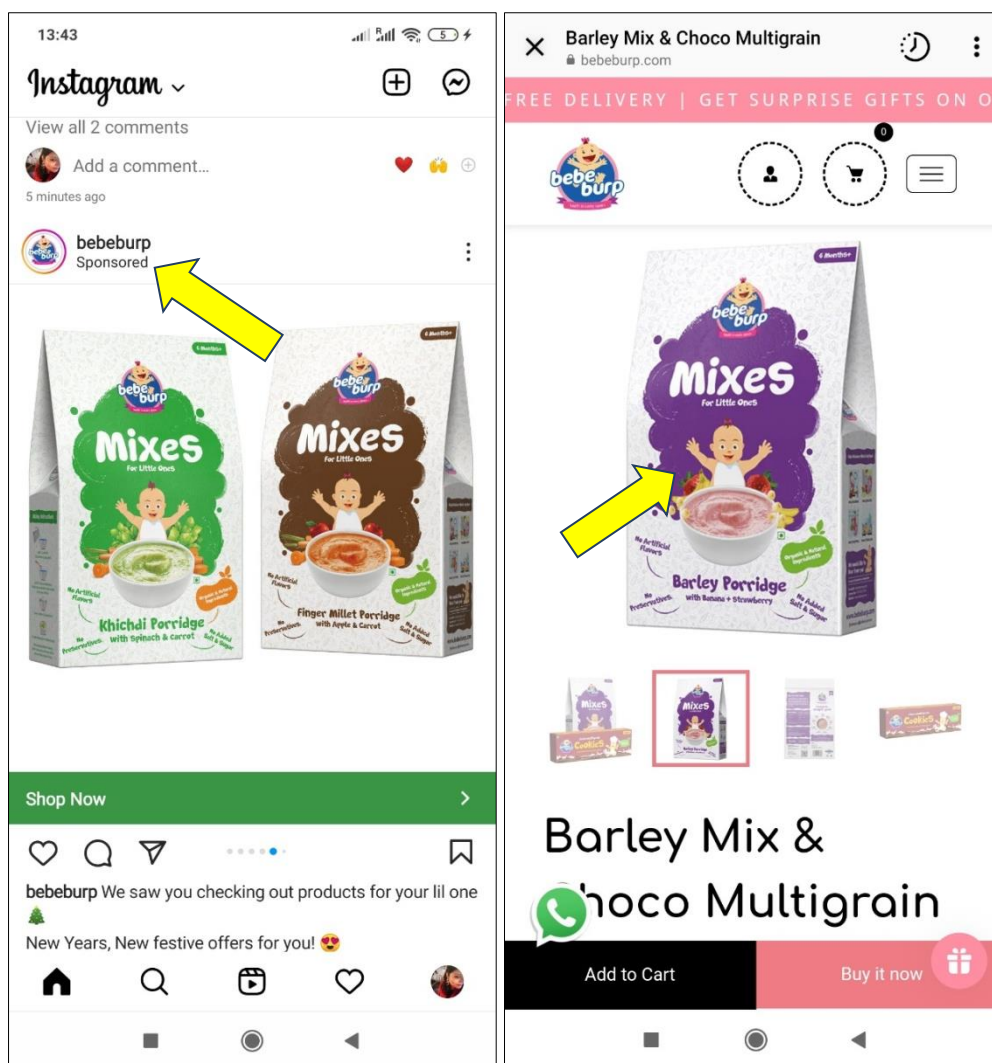 13:43
5
Instagram
View all 2 comments
Add a comment...
5 minutes ago
bebeburp
Sponsored
6 Months+
bebe burp
Mixes
For Little Ones
No Artificial Flavors
Organic & Natural Ingredients
Khichdi Porridge
with Spinach & Carrot
No Preservatives
No Added Salt & Sugar
6 Months+
bebe burp
Mixes
For Little Ones
No Artificial Flavors
Organic & Natural Ingredients
Finger Millet Porridge
with Apple & Carrot
No Preservatives
No Added Salt & Sugar
Shop Now
bebeburp We saw you checking out products for your lil one
🎄
New Years, New festive offers for you! 😍
Barley Mix & Choco Multigrain
bebeburp.com
FREE DELIVERY | GET SURPRISE GIFTS ON O
bebe burp
0
6 Months+
bebe burp
Mixes
For Little Ones
No Artificial Flavors
Organic & Natural Ingredients
Barley Porridge
with Banana + Strawberry
No Preservatives
No Added Salt & Sugar
Mixes
Cookies
Mixes
Cookies
Barley Mix &
Choco Multigrain
Add to Cart
Buy it now